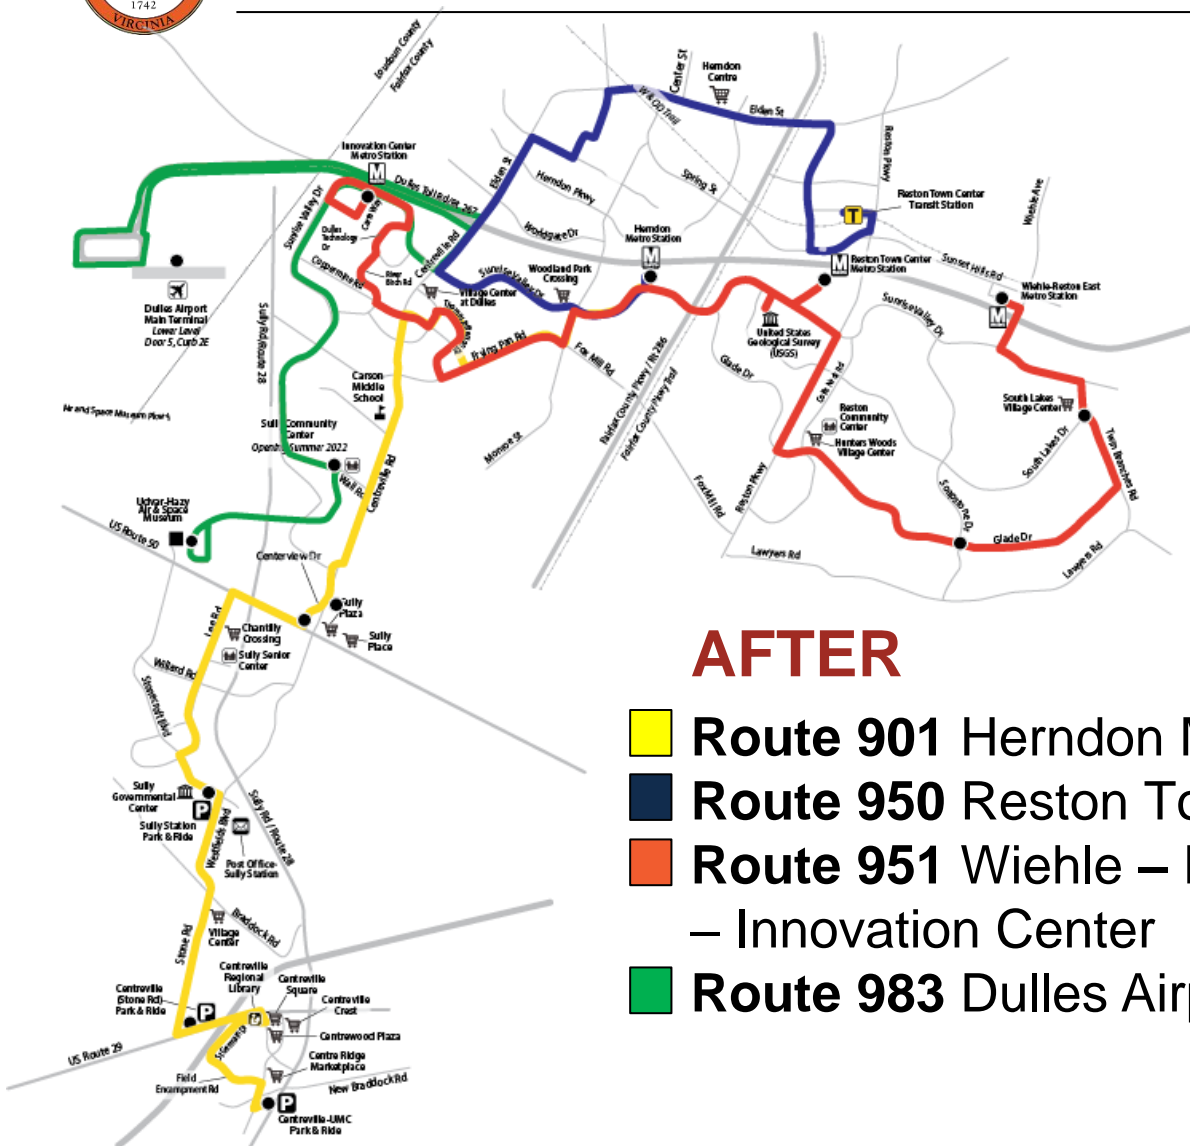 1742
VIRGINIA
Loudoun County
Fairfax County
Center St
Herndon
Centre
W&OD Trail
Elden St
Innovation Center
Metro Station
Elden St
Reston Pkwy
Dulles Toll Rd/Rt. 267
Herndon Pkwy
Spring St
Reston Town Center
Transit Station
T
Wiehle Ave
Sunrise Valley Dr
Dulles
Technology
Dr
Centreville Rd
Worldgate Dr
Herndon
Metro Station
M
Coppermine Rd
River
Birch Rd
Sunrise Valley Dr
Woodland Park
Crossing
Village Center
at Dulles
Reston Town Center
Metro Station
Sunset Hills Rd
Wiehle-Reston East
Metro Station
Dulles Airport
Main Terminal
Lower Level
Door 5, Curb 2E
Sully Rd/Route 28
Frying Pan Rd
Fox Mill Rd
United States
Geological Survey
(USGS)
Sunrise Valley Dr
Glade Dr
Carson
Middle
School
Fairfax County Pkwy / Rt 286
Fairfax County Pkwy Trail
Reston
Community
Center
Hunters Woods
Village Center
South Lakes
Village Center
South Lakes Dr
Twin Branches Rd
Community
Center
Summer 2022
Monroe St
Wall Rd
Centreville Rd
Fox Mill Rd
Reston Pkwy
Soapstone Dr
Udvar-Hazy
Air & Space
Museum
US Route 50
Centerview Dr
Lawyers Rd
Glade Dr
Lawyers Rd
Lee Rd
Sully
Plaza
Chantilly
Crossing
Sully
Place
Sully Senior
Center
Willard Rd
Stonecroft Blvd
AFTER
Route 901 Herndon
Route 950 Reston
Route 951 Wiehle –
– Innovation Center
Route 983 Dulles
Sully
Governmental
Center
P
Sully Station
Park & Ride
Westfields Blvd
Sully Rd / Route 28
Post Office-
Sully Station
Braddock Rd
Village
Center
Stone Rd
Centreville
Regional
Library
Centreville
Square
Centreville
Crest
Centreville
(Stone Rd)
Park & Ride
P
Centrewood Plaza
Centre Ridge
Marketplace
US Route 29
Field
Encampment Rd
New Braddock Rd
P
Centreville-UMC
Park & Ride